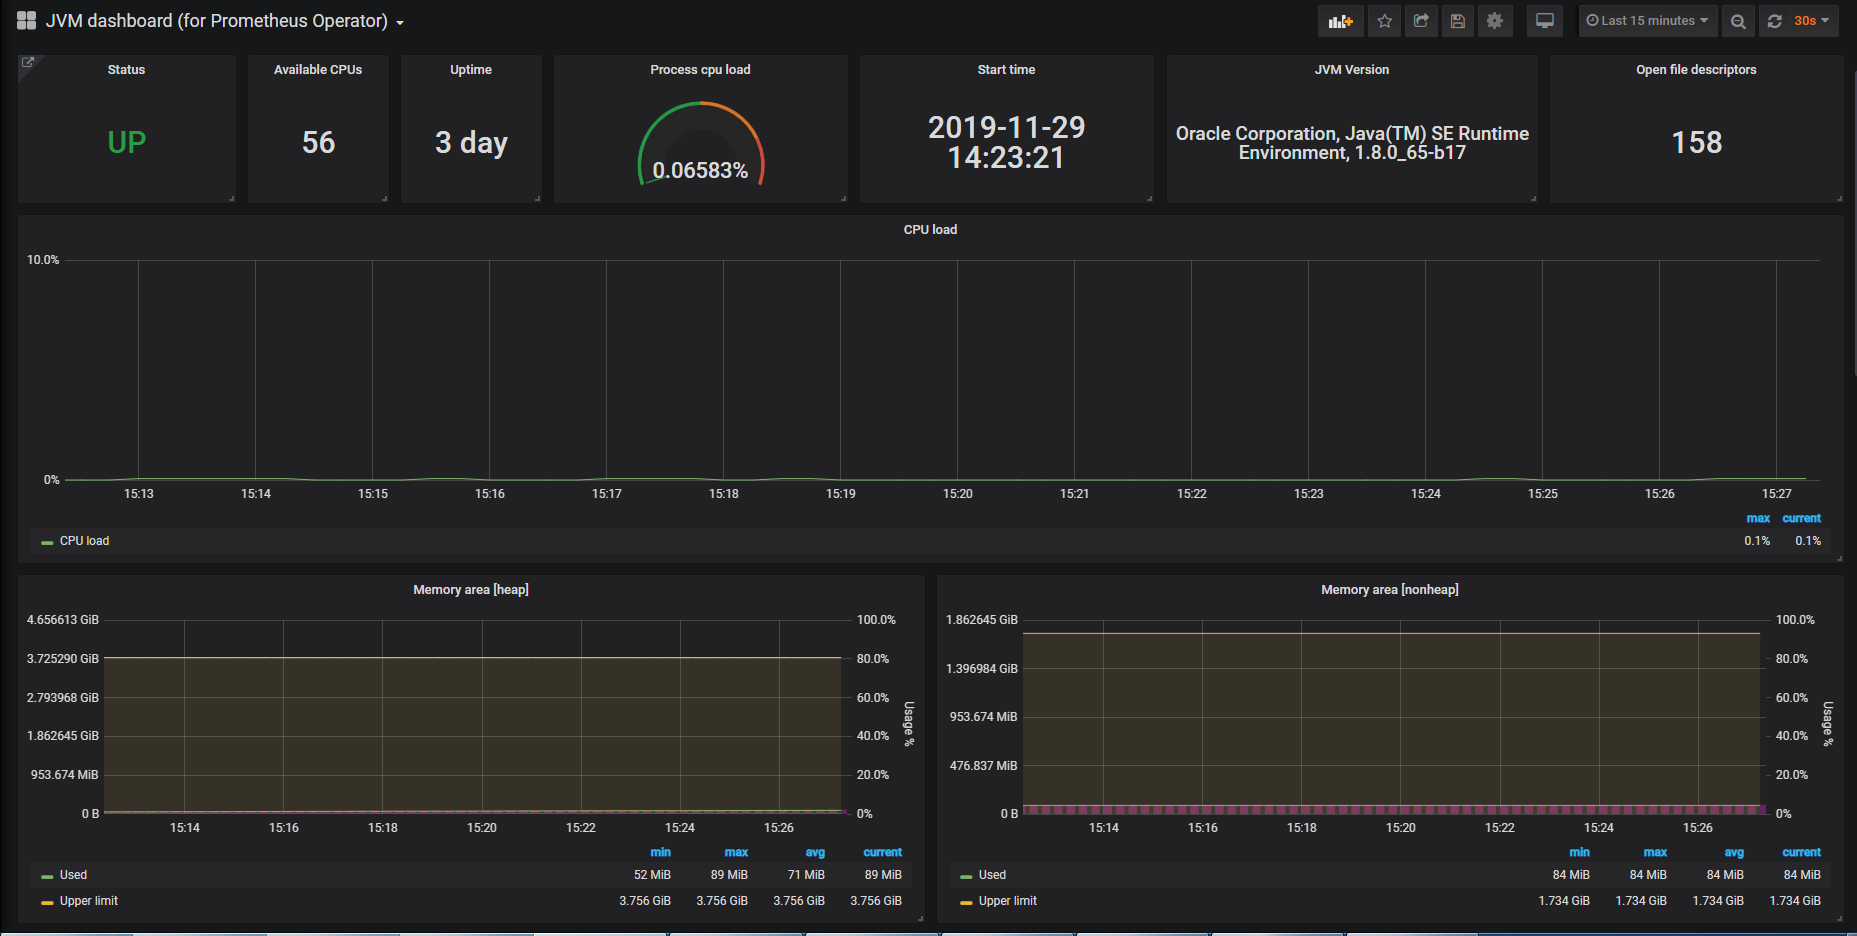 JVM dashboard (for Prometheus Operator)
Last 15 minutes
30s
Status
UP
Available CPUs
56
Uptime
3 day
Process cpu load
0.06583%
Start time
2019-11-29
14:23:21
JVM Version
Oracle Corporation, Java(TM) SE Runtime
Environment, 1.8.0_65-b17
Open file descriptors
158
CPU load
10.0%
0%
15:13 15:14 15:15 15:16 15:17 15:18 15:19 15:20 15:21 15:22 15:23 15:24 15:25 15:26 15:27
max current
CPU load 0.1% 0.1%
Memory area [heap]
4.656613 GiB 100.0%
3.725290 GiB 80.0%
2.793968 GiB 60.0%
1.862645 GiB 40.0%
953.674 MiB 20.0%
0 B 0%
Usage %
15:14 15:16 15:18 15:20 15:22 15:24 15:26
min max avg current
Used 52 MiB 89 MiB 71 MiB 89 MiB
Upper limit 3.756 GiB 3.756 GiB 3.756 GiB 3.756 GiB
Memory area [nonheap]
1.862645 GiB 100.0%
80.0%
1.396984 GiB
60.0%
953.674 MiB
40.0%
476.837 MiB
20.0%
0 B 0%
Usage %
15:14 15:16 15:18 15:20 15:22 15:24 15:26
min max avg current
Used 84 MiB 84 MiB 84 MiB 84 MiB
Upper limit 1.734 GiB 1.734 GiB 1.734 GiB 1.734 GiB